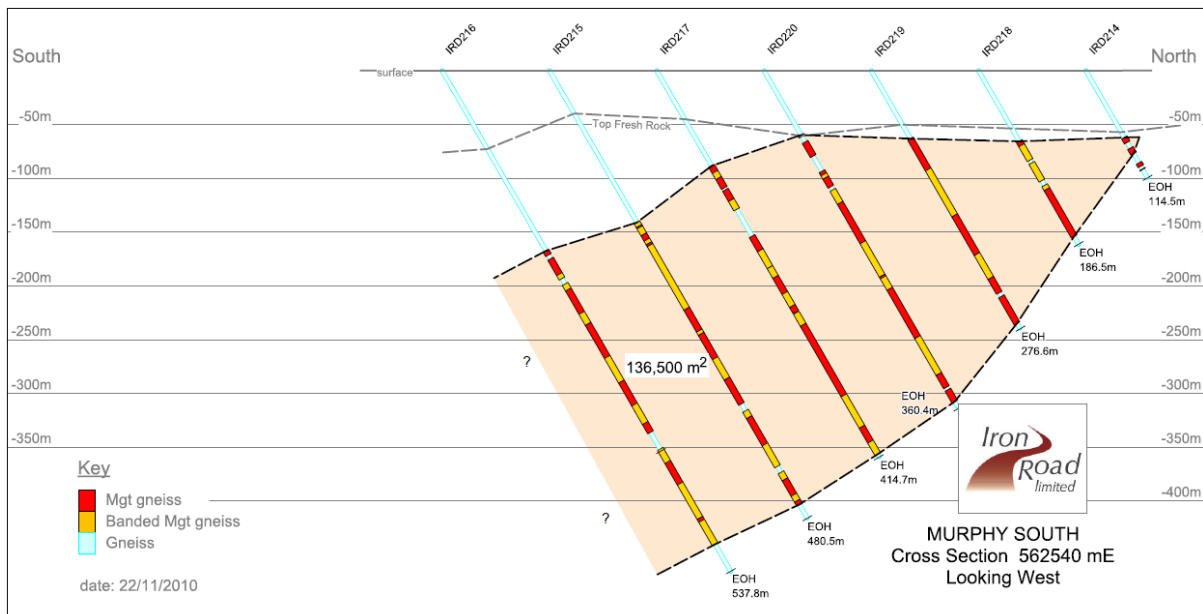 IRD216
IRD215
IRD217
IRD220
IRD219
IRD218
IRD214
South
North
surface
-50m
-50m
Top Fresh Rock
-100m
-100m
EOH
114.5m
-150m
-150m
EOH
186.5m
-200m
-200m
-250m
-250m
EOH
276.6m
?
136,500 m²
-300m
-300m
EOH
360.4m
-350m
-350m
EOH
414.7m
-400m
EOH
480.5m
?
EOH
537.8m
Key
Mgt gneiss
Banded Mgt gneiss
Gneiss
date: 22/11/2010
Iron
Road
limited
MURPHY SOUTH
Cross Section 562540 mE
Looking West